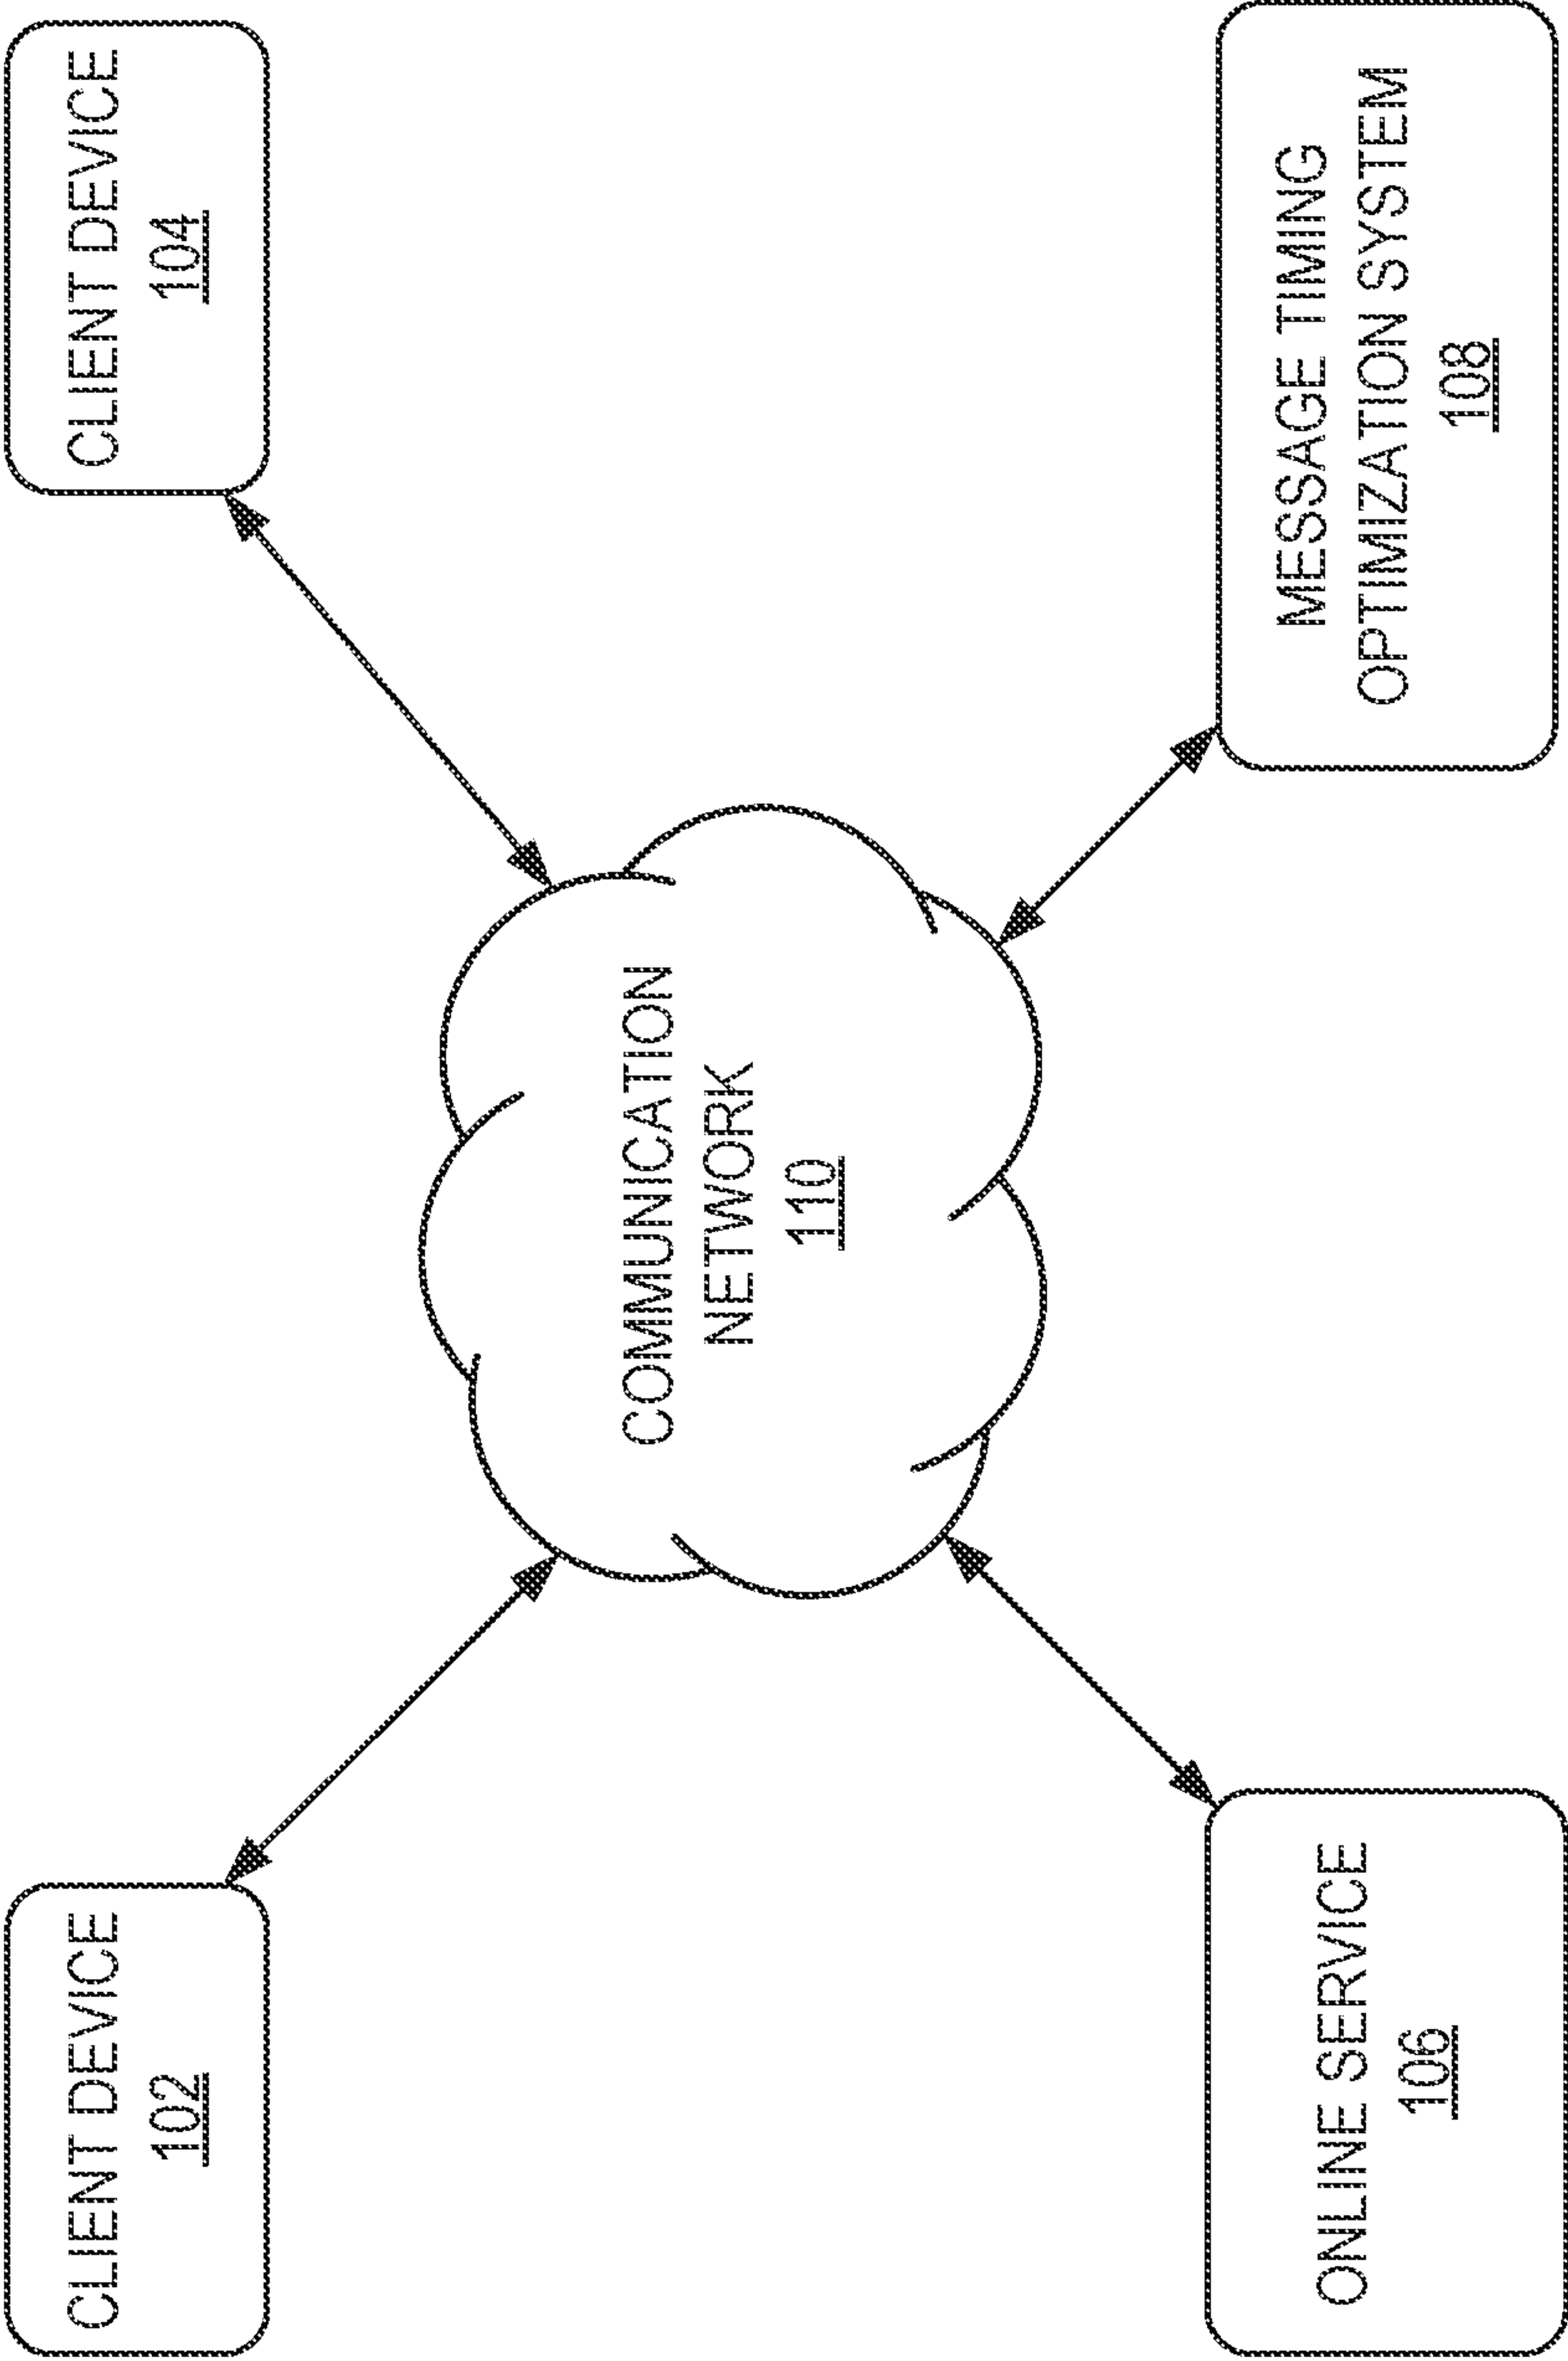 CLIENT DEVICE
102
CLIENT DEVICE
104
COMMUNICATION
NETWORK
110
ONLINE SERVICE
106
MESSAGE TIMING
OPTIMIZATION SYSTEM
108